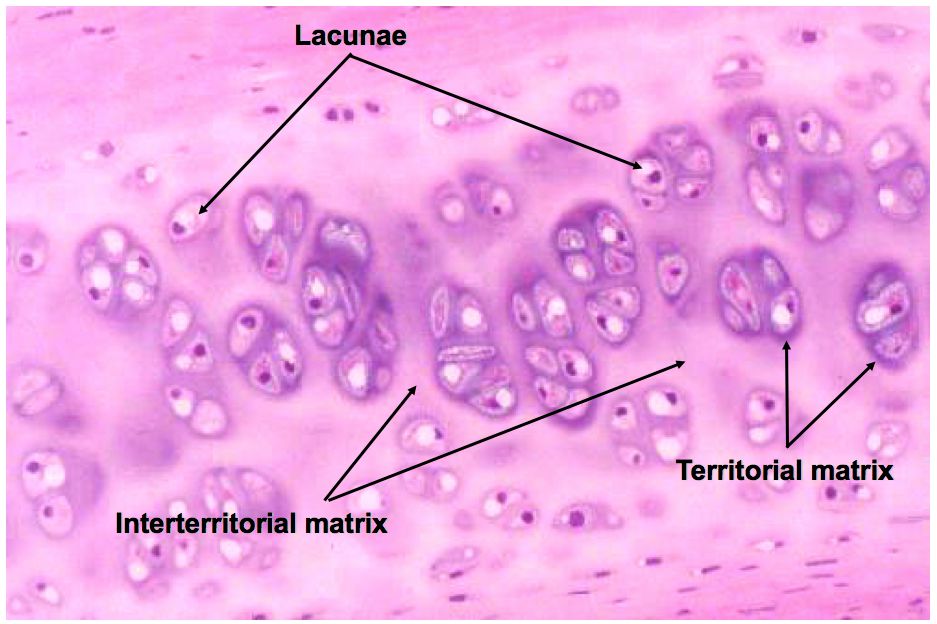 Lacunae
Territorial matrix
Interterritorial matrix